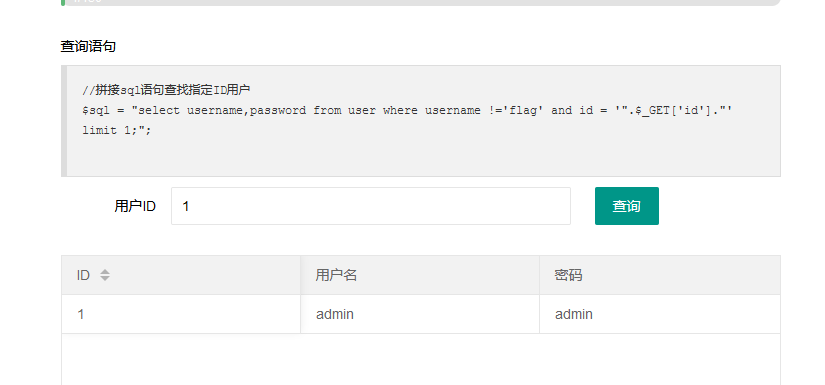 查询语句
//拼接sql语句查找指定ID用户
$sql = "select username,password from user where username !='flag' and id = '".$_GET['id']."'
limit 1;";
用户ID 1 查询
ID 用户名 密码
1 admin admin